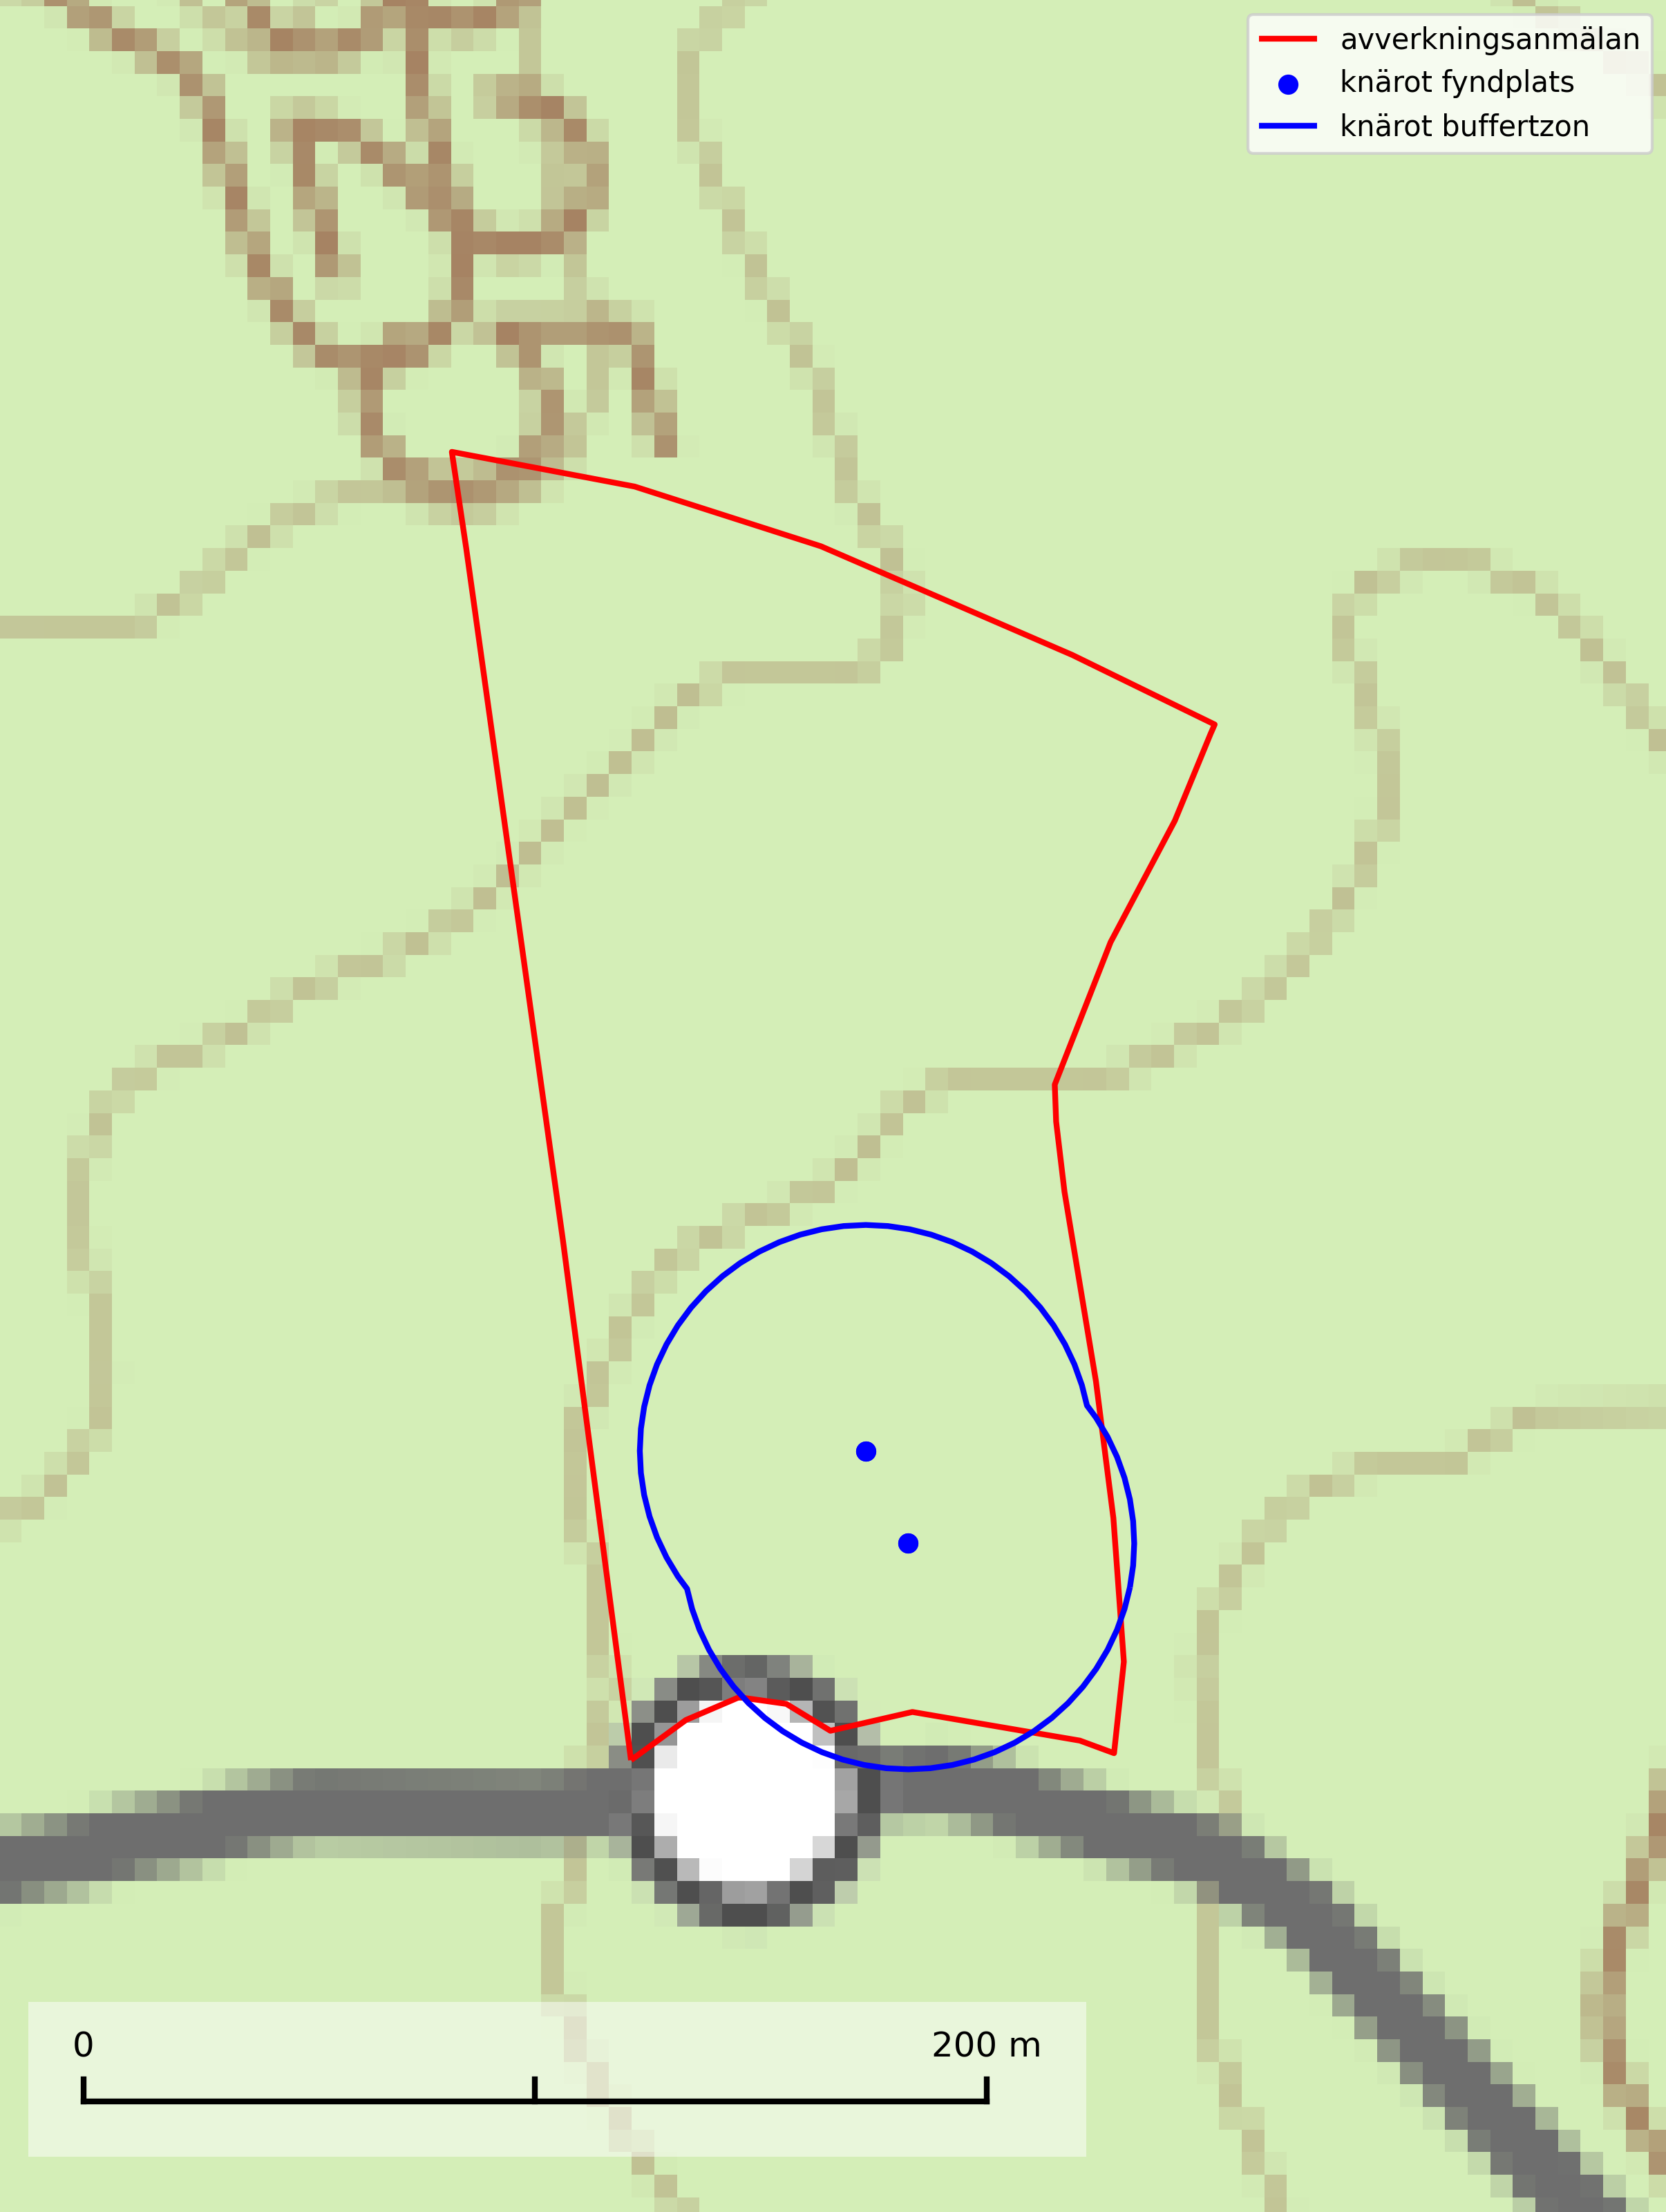 avverkningsanmälan
knärot fyndplats
knärot buffertzon
0 200 m